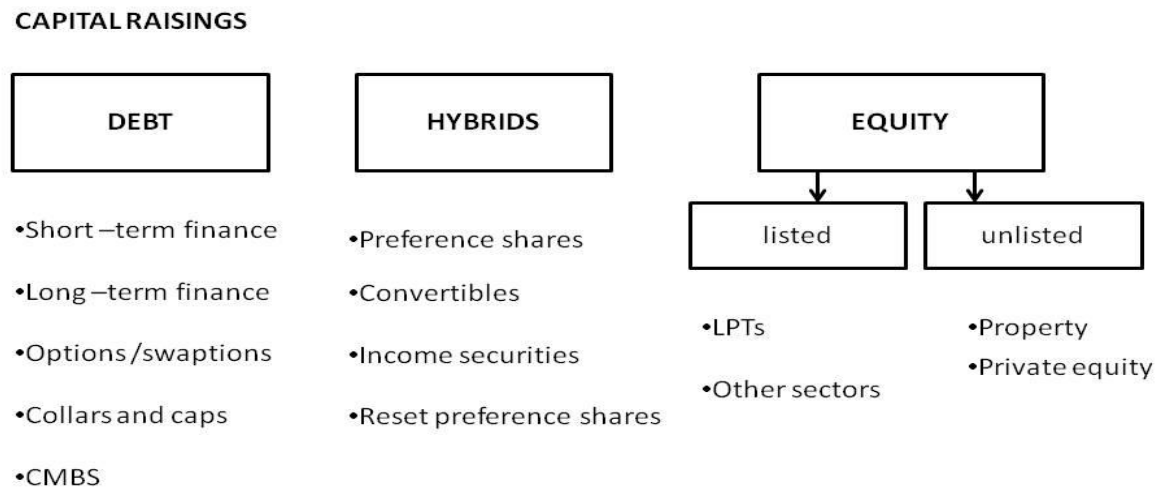 CAPITAL RAISINGS
DEBT
•Short –term finance
•Long –term finance
•Options /swaptions
•Collars and caps
•CMBS
HYBRIDS
•Preference shares
•Convertibles
•Income securities
•Reset preference shares
EQUITY
listed
•LPTs
•Other sectors
unlisted
•Property
•Private equity